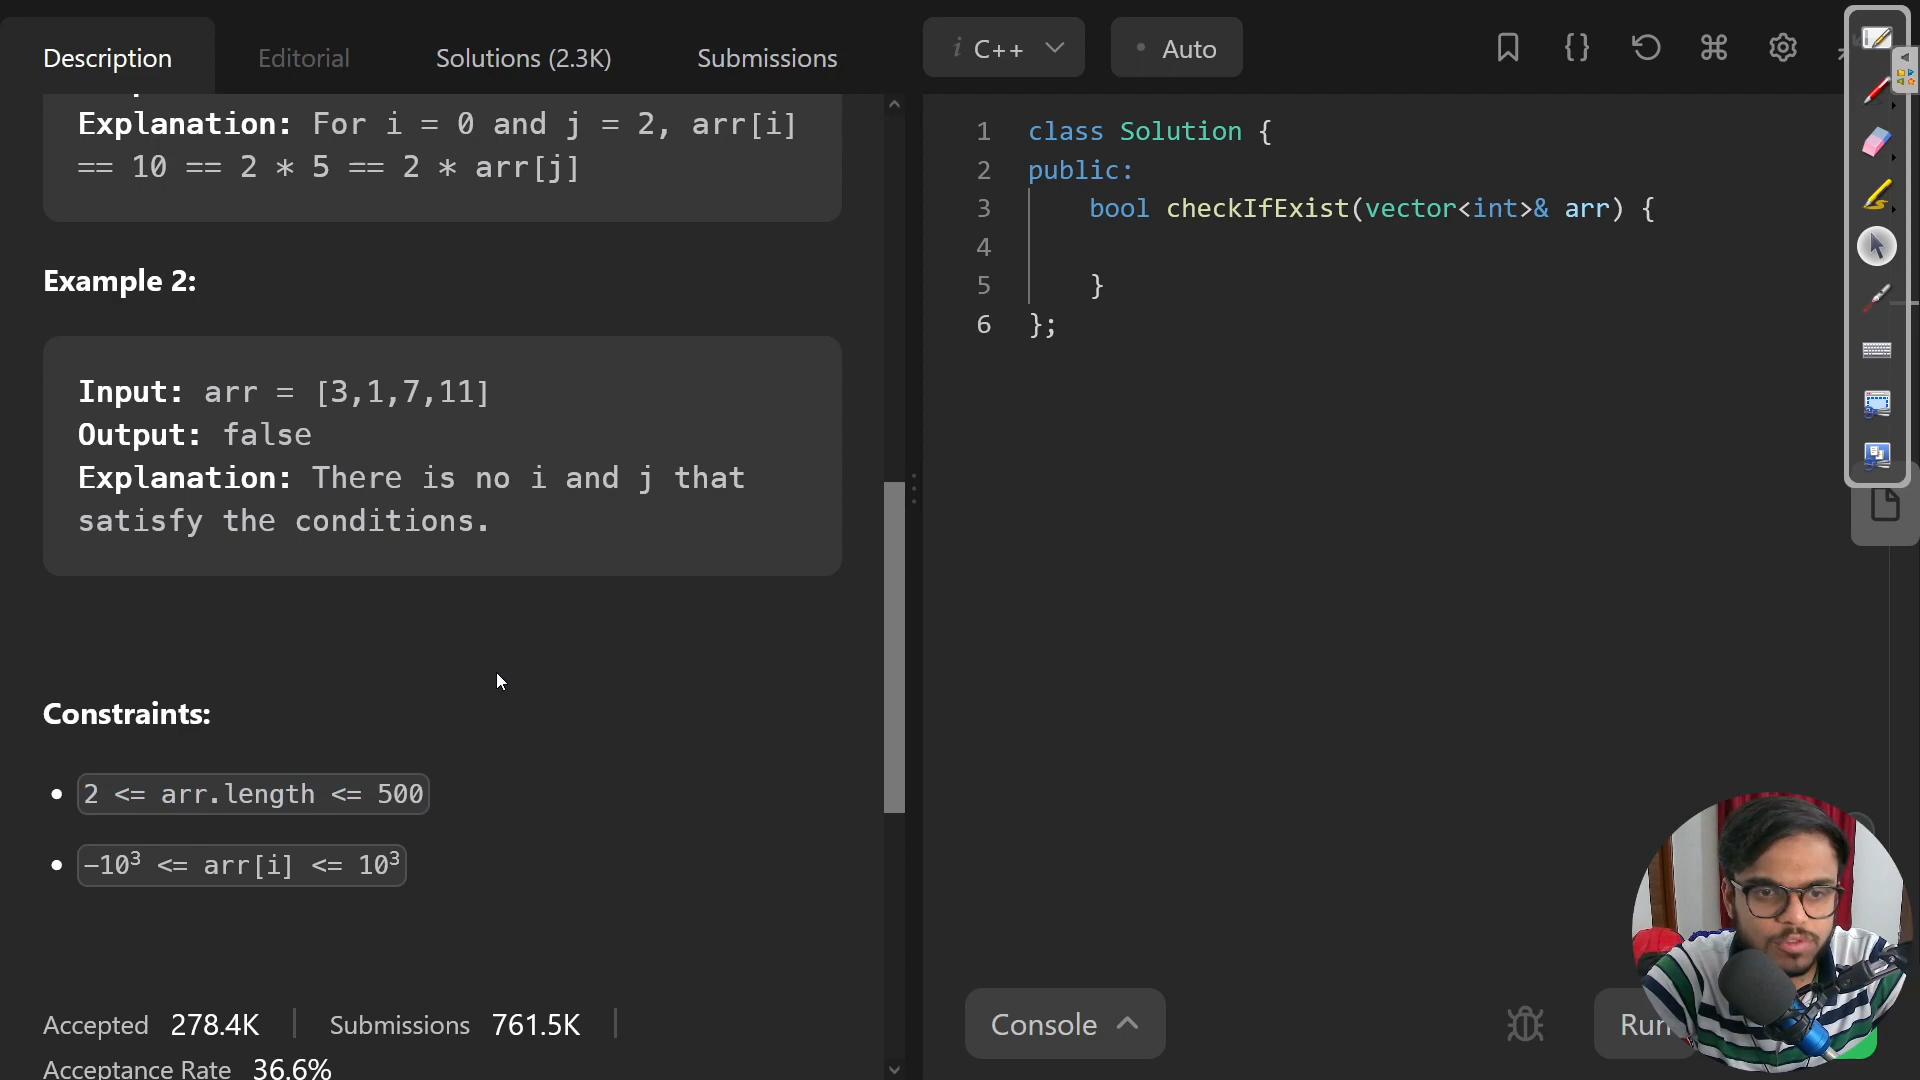 Description Editorial Solutions (2.3K) Submissions
i C++ • Auto
Explanation: For i = 0 and j = 2, arr[i]
== 10 == 2 * 5 == 2 * arr[j]
Example 2:
Input: arr = [3,1,7,11]
Output: false
Explanation: There is no i and j that
satisfy the conditions.
Constraints:
• 2 <= arr.length <= 500
• −10³ <= arr[i] <= 10³
Accepted 278.4K | Submissions 761.5K |
Acceptance Rate 36.6%
1 class Solution {
2 public:
3 bool checkIfExist(vector<int>& arr) {
4
5 }
6 };
Console
Run